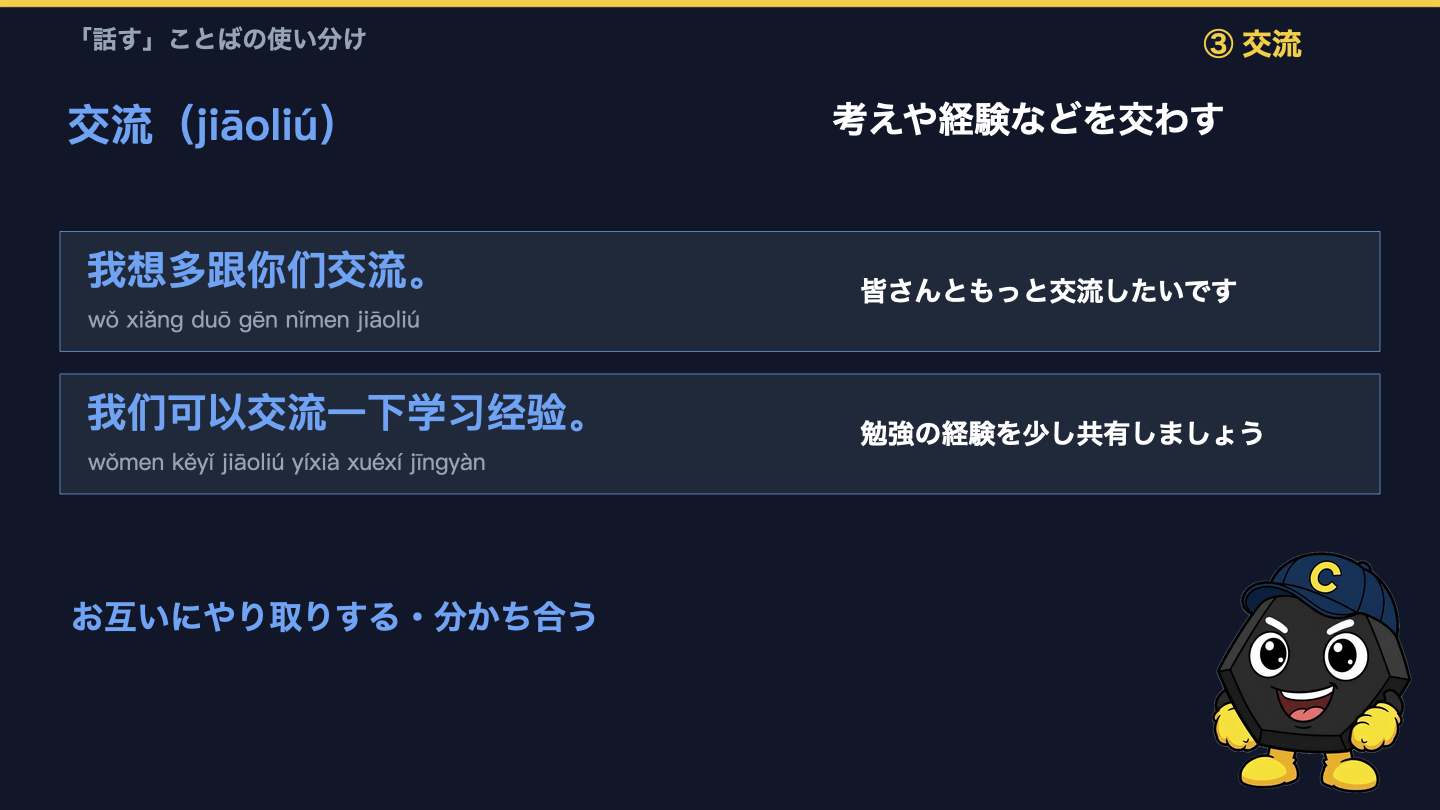 「話す」ことばの使い分け
③ 交流
交流（jiāoliú）
考えや経験などを交わす
我想多跟你们交流。
wǒ xiǎng duō gēn nǐmen jiāoliú
皆さんともっと交流したいです
我们可以交流一下学习经验。
wǒmen kěyǐ jiāoliú yíxià xuéxí jīngyàn
勉強の経験を少し共有しましょう
お互いにやり取りする・分かち合う
C